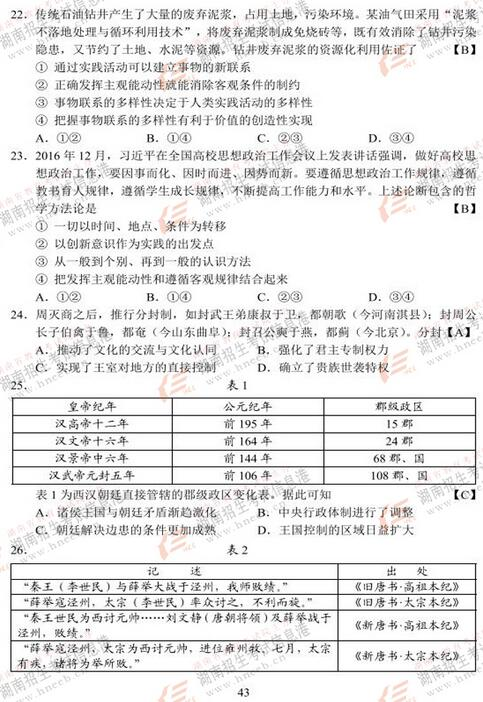 22. 传统石油钻井产生了大量的废弃泥浆，占用土地，污染环境。某油气田采用“泥浆
不落地处理与循环利用技术”，将废弃泥浆制成免烧砖等，既有效消除了钻井污染
隐患，又节约了土地、水泥等资源。钻井废弃泥浆的资源化利用佐证了 【B】
① 通过实践活动可以建立事物的新联系
② 正确发挥主观能动性就能消除客观条件的制约
③ 事物联系的多样性决定于人类实践活动的多样性
④ 把握事物联系的多样性有利于价值的创造性实现
A. ①② B. ①④ C. ②③ D. ③④
23. 2016 年 12 月，习近平在全国高校思想政治工作会议上发表讲话强调，做好高校思
想政治工作，要因事而化、因时而进、因势而新。要遵循思想政治工作规律，遵循
教书育人规律，遵循学生成长规律，不断提高工作能力和水平。上述论断包含的哲
学方法论是 【B】
① 一切以时间、地点、条件为转移
② 以创新意识作为实践的出发点
③ 从一般到个别、再到一般的认识方法
④ 把发挥主观能动性和遵循客观规律结合起来
A. ①② B. ①④ C. ②③ D. ③④
24. 周灭商之后，推行分封制，如封武王弟康叔于卫，都朝歌（今河南淇县）；封周公
长子伯禽于鲁，都奄（今山东曲阜）；封召公奭于燕，都蓟（今北京）。分封【A】
A. 推动了文化的交流与文化认同 B. 强化了君主专制权力
C. 实现了王室对地方的直接控制 D. 确立了贵族世袭特权
25. 表 1
皇帝纪年 公元纪年 郡级政区
汉高帝十二年 前 195 年 15 郡
汉文帝十六年 前 164 年 24 郡
汉景帝中六年 前 144 年 68 郡、国
汉武帝元封五年 前 106 年 108 郡、国
表 1 为西汉朝廷直接管辖的郡级政区变化表。据此可知 【C】
A. 诸侯王国与朝廷矛盾渐趋激化 B. 中央行政体制进行了调整
C. 朝廷解决边患的条件更加成熟 D. 王国控制的区域日益扩大
26. 表 2
记 述 出 处
“秦王（李世民）与薛举大战于泾州，我师败绩。” 《旧唐书·高祖本纪》
“薛举寇泾州，太宗（李世民）率众讨之，不利而旋。” 《旧唐书·太宗本纪》
“秦王世民为西讨元帅……刘文静（唐朝将领）及薛举战于
泾州，败绩。” 《新唐书·高祖本纪》
“薛举寇泾州，太宗为西讨元帅，进位雍州牧。七月，太宗
有疾，诸将为举所败。” 《新唐书·太宗本纪》
43